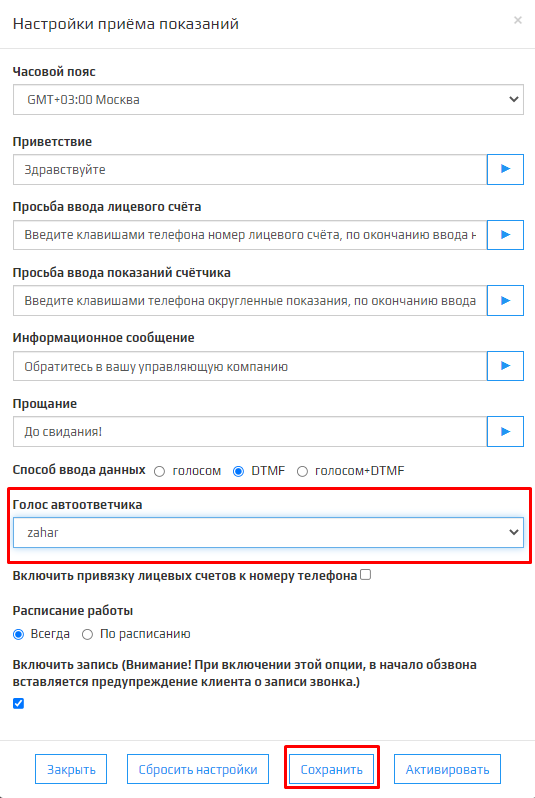 Настройки приёма показаний
×
Часовой пояс
GMT+03:00 Москва
Приветствие
Здравствуйте
Просьба ввода лицевого счёта
Введите клавишами телефона номер лицевого счёта, по окончанию ввода н
Просьба ввода показаний счётчика
Введите клавишами телефона округленные показания, по окончанию ввода
Информационное сообщение
Обратитесь в вашу управляющую компанию
Прощание
До свидания!
Способ ввода данных голосом DTMF голосом+DTMF
Голос автоответчика
zahar
Включить привязку лицевых счетов к номеру телефона
Расписание работы
Всегда По расписанию
Включить запись (Внимание! При включении этой опции, в начало обзвона
вставляется предупреждение клиента о записи звонка.)
Закрыть Сбросить настройки Сохранить Активировать